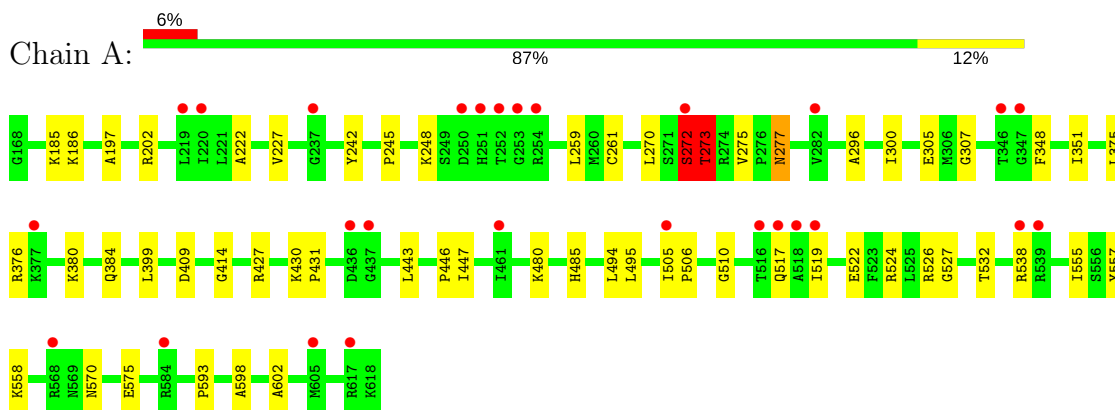 6%
Chain A:
87% 12%
G168 K185 K186 A197 R202 L219 I220 L221 A222 V227 G237 Y242 P245 K248 S249 D250 H251 T252 G253 R254 L259 M260 C261 L270 S271 S272 T273 R274 V275 P276 N277 V282 A296 I300 E305 M306 G307 T346 G347 F348 I351 L375
R376 K377 K380 Q384 L399 D409 G414 R427 K430 P431 D436 G437 L443 P446 I447 I461 K480 H485 L494 L495 I505 P506 G510 T516 Q517 A518 I519 E522 F523 R524 L525 R526 G527 T532 R538 R539 I555 S556 Y557
K558 R568 N569 N570 E575 R584 P593 A598 A602 M605 R617 K618